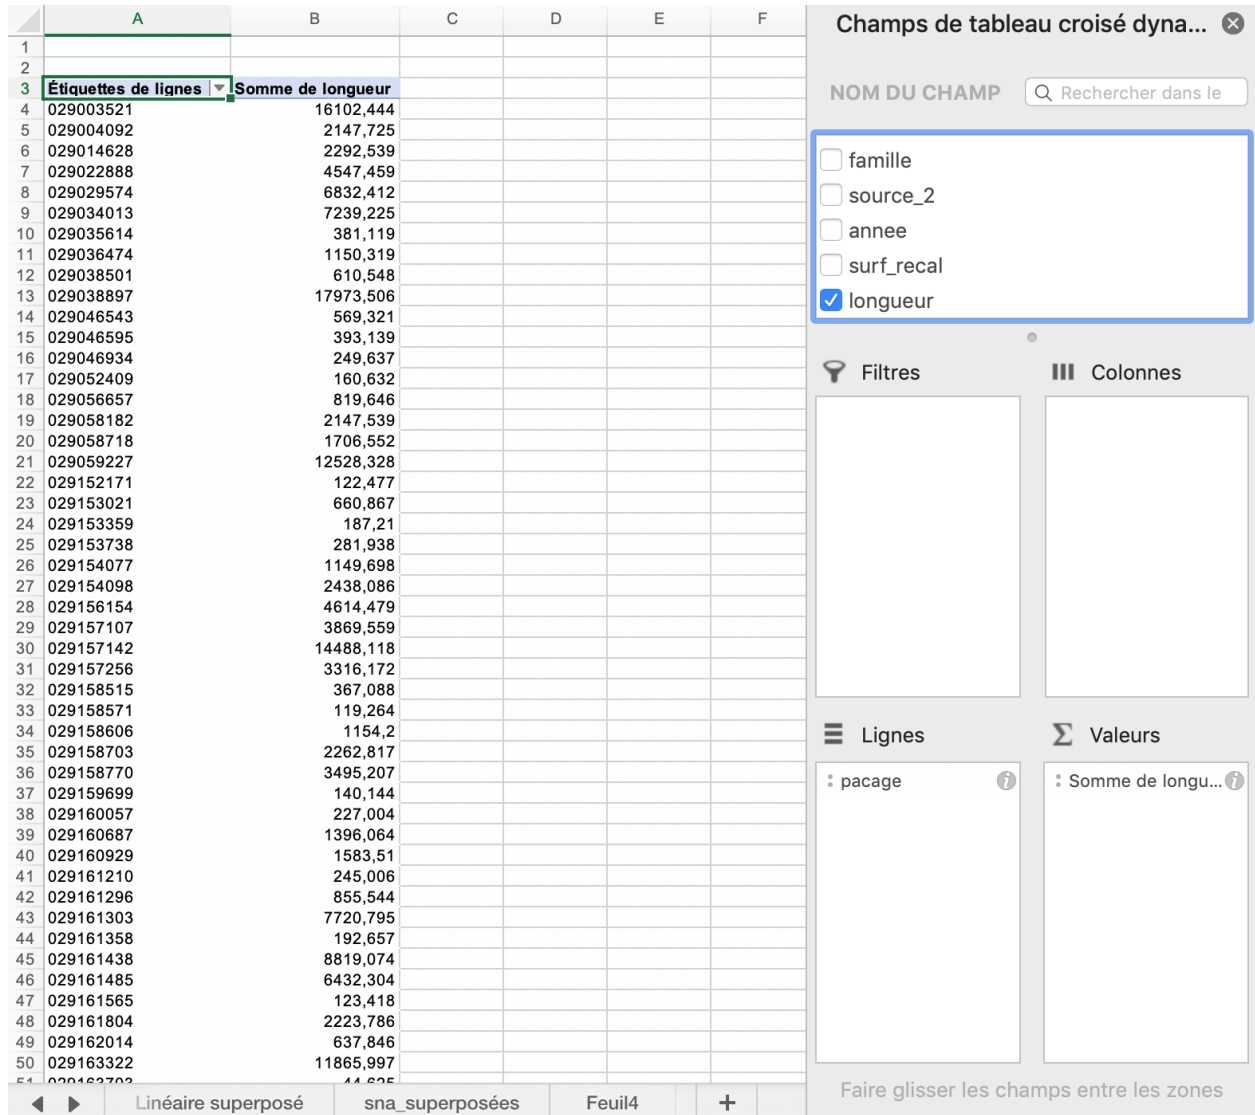 A B C D E F
1
2
3 Étiquettes de lignes Somme de longueur
4 029003521 16102,444
5 029004092 2147,725
6 029014628 2292,539
7 029022888 4547,459
8 029029574 6832,412
9 029034013 7239,225
10 029035614 381,119
11 029036474 1150,319
12 029038501 610,548
13 029038897 17973,506
14 029046543 569,321
15 029046595 393,139
16 029046934 249,637
17 029052409 160,632
18 029056657 819,646
19 029058182 2147,539
20 029058718 1706,552
21 029059227 12528,328
22 029152171 122,477
23 029153021 660,867
24 029153359 187,21
25 029153738 281,938
26 029154077 1149,698
27 029154098 2438,086
28 029156154 4614,479
29 029157107 3869,559
30 029157142 14488,118
31 029157256 3316,172
32 029158515 367,088
33 029158571 119,264
34 029158606 1154,2
35 029158703 2262,817
36 029158770 3495,207
37 029159699 140,144
38 029160057 227,004
39 029160687 1396,064
40 029160929 1583,51
41 029161210 245,006
42 029161296 855,544
43 029161303 7720,795
44 029161358 192,657
45 029161438 8819,074
46 029161485 6432,304
47 029161565 123,418
48 029161804 2223,786
49 029162014 637,846
50 029163322 11865,997
Linéaire superposé sna_superposées Feuil4 +
Champs de tableau croisé dyna...
NOM DU CHAMP Rechercher dans le
famille
source_2
annee
surf_recal
longueur
Filtres Colonnes
Lignes Valeurs
pacage Somme de longu...
Faire glisser les champs entre les zones